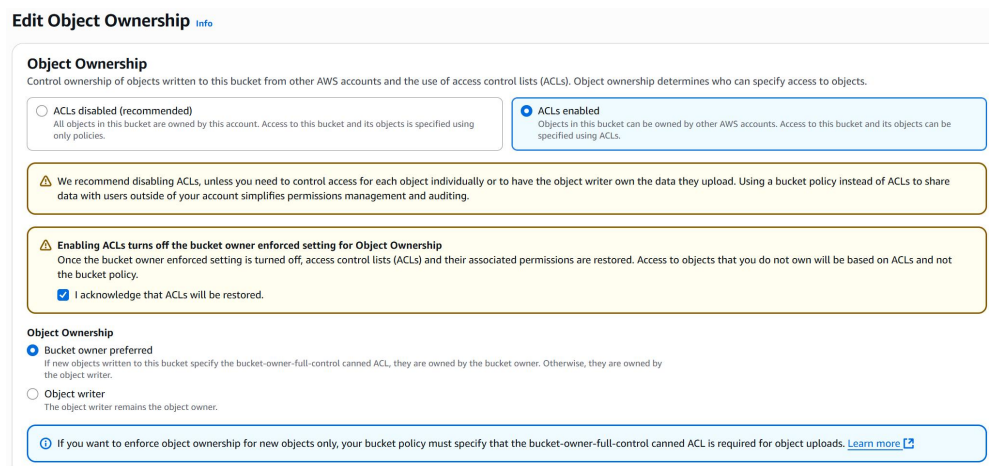 Edit Object Ownership Info
Object Ownership
Control ownership of objects written to this bucket from other AWS accounts and the use of access control lists (ACLs). Object ownership determines who can specify access to objects.
ACLs disabled (recommended)
All objects in this bucket are owned by this account. Access to this bucket and its objects is specified using
only policies.
ACLs enabled
Objects in this bucket can be owned by other AWS accounts. Access to this bucket and its objects can be
specified using ACLs.
We recommend disabling ACLs, unless you need to control access for each object individually or to have the object writer own the data they upload. Using a bucket policy instead of ACLs to share
data with users outside of your account simplifies permissions management and auditing.
Enabling ACLs turns off the bucket owner enforced setting for Object Ownership
Once the bucket owner enforced setting is turned off, access control lists (ACLs) and their associated permissions are restored. Access to objects that you do not own will be based on ACLs and not
the bucket policy.
I acknowledge that ACLs will be restored.
Object Ownership
Bucket owner preferred
If new objects written to this bucket specify the bucket-owner-full-control canned ACL, they are owned by the bucket owner. Otherwise, they are owned by
the object writer.
Object writer
The object writer remains the object owner.
If you want to enforce object ownership for new objects only, your bucket policy must specify that the bucket-owner-full-control canned ACL is required for object uploads. Learn more